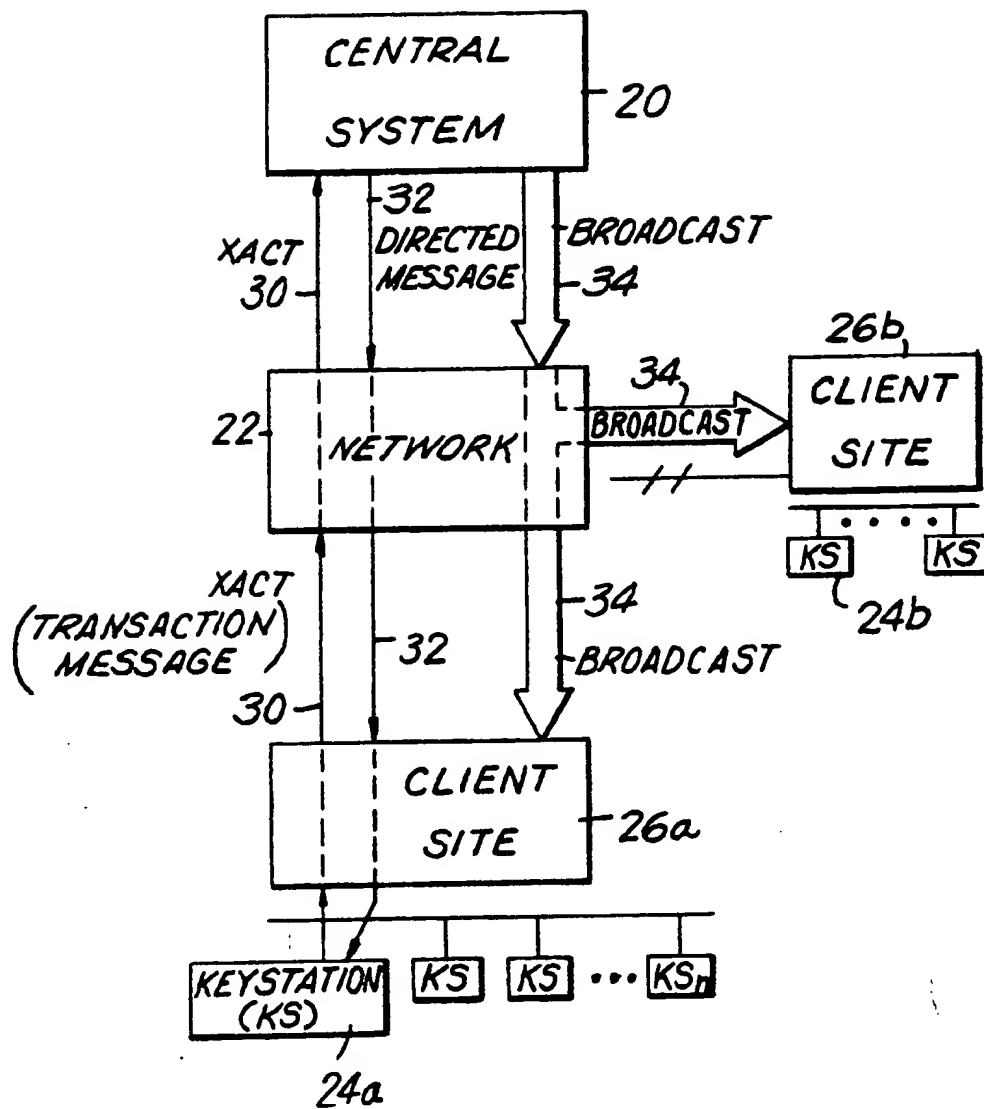 CENTRAL
SYSTEM
20
32
DIRECTED
MESSAGE
BROADCAST
34
XACT
30
26b
CLIENT
SITE
34
BROADCAST
22
NETWORK
KS
KS
24b
XACT
(TRANSACTION
MESSAGE)
30
32
34
BROADCAST
CLIENT
SITE
26a
KEYSTATION
(KS)
KS
KS
KSn
24a